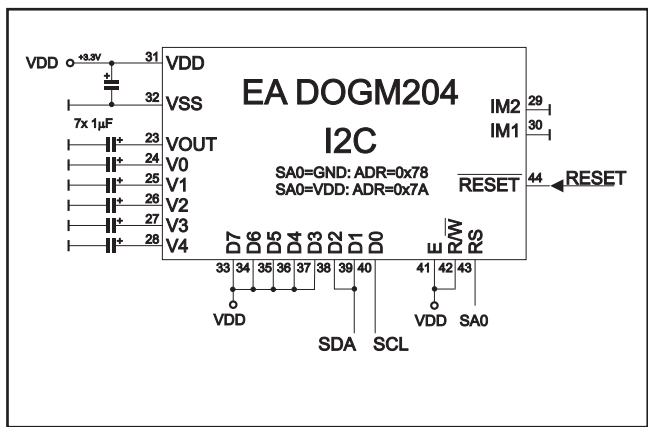 VDD +3.3V 31 VDD
32 VSS
7x 1µF
23 VOUT
24 V0
25 V1
26 V2
27 V3
28 V4
EA DOGM204
I2C
SA0=GND: ADR=0x78
SA0=VDD: ADR=0x7A
IM2 29
IM1 30
RESET 44 RESET
D7 D6 D5 D4 D3 D2 D1 D0 E R/W RS
33 34 35 36 37 38 39 40 41 42 43
VDD VDD SA0
SDA SCL